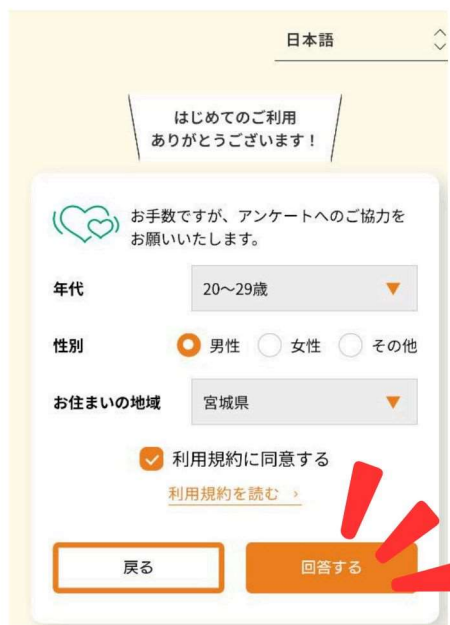 日本語
はじめてのご利用
ありがとうございます！
お手数ですが、アンケートへのご協力を
お願いいたします。
年代
20〜29歳
性別
男性
女性
その他
お住まいの地域
宮城県
利用規約に同意する
利用規約を読む ›
戻る
回答する